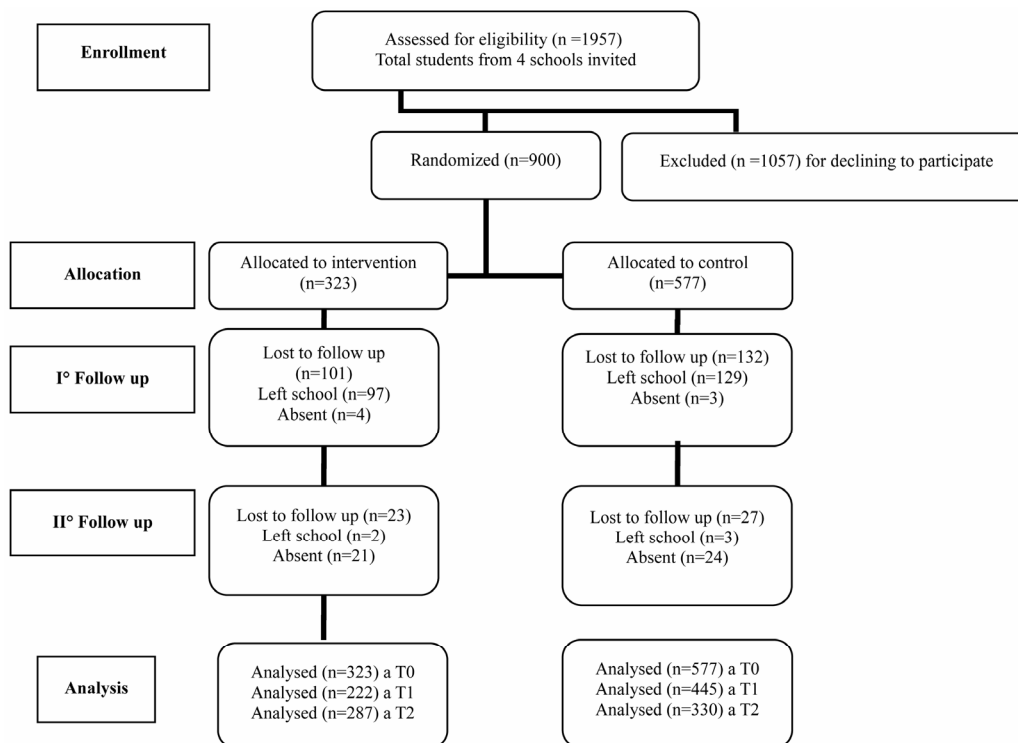 Enrollment
Assessed for eligibility (n =1957)
Total students from 4 schools invited
Randomized (n=900)
Excluded (n =1057) for declining to participate
Allocation
Allocated to intervention
(n=323)
Allocated to control
(n=577)
I° Follow up
Lost to follow up
(n=101)
Left school (n=97)
Absent (n=4)
Lost to follow up (n=132)
Left school (n=129)
Absent (n=3)
II° Follow up
Lost to follow up (n=23)
Left school (n=2)
Absent (n=21)
Lost to follow up (n=27)
Left school (n=3)
Absent (n=24)
Analysis
Analysed (n=323) a T0
Analysed (n=222) a T1
Analysed (n=287) a T2
Analysed (n=577) a T0
Analysed (n=445) a T1
Analysed (n=330) a T2